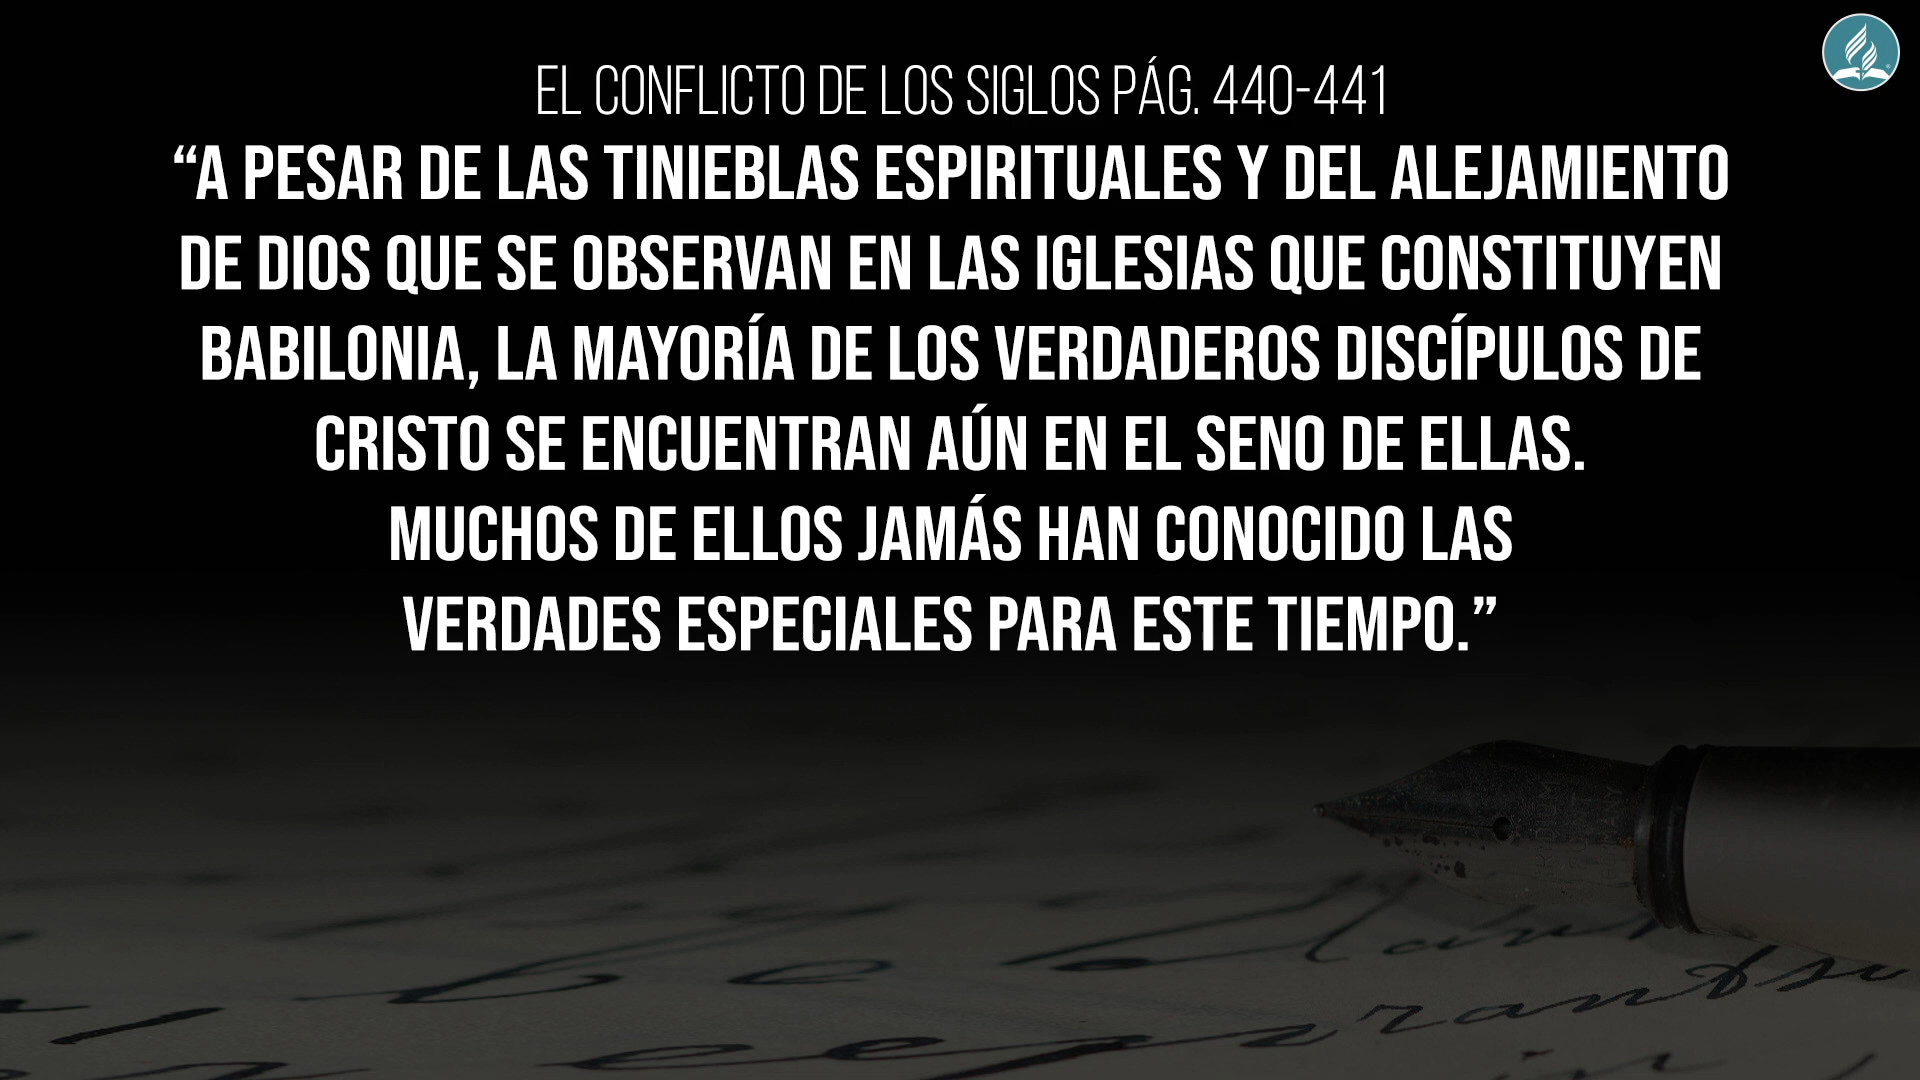 EL CONFLICTO DE LOS SIGLOS PÁG. 440-441
“A PESAR DE LAS TINIEBLAS ESPIRITUALES Y DEL ALEJAMIENTO
DE DIOS QUE SE OBSERVAN EN LAS IGLESIAS QUE CONSTITUYEN
BABILONIA, LA MAYORÍA DE LOS VERDADEROS DISCÍPULOS DE
CRISTO SE ENCUENTRAN AÚN EN EL SENO DE ELLAS.
MUCHOS DE ELLOS JAMÁS HAN CONOCIDO LAS
VERDADES ESPECIALES PARA ESTE TIEMPO.”